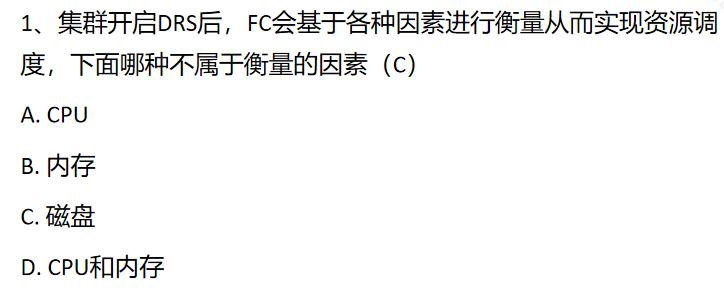 1、集群开启DRS后，FC会基于各种因素进行衡量从而实现资源调
度，下面哪种不属于衡量的因素（C）
A. CPU
B. 内存
C. 磁盘
D. CPU和内存